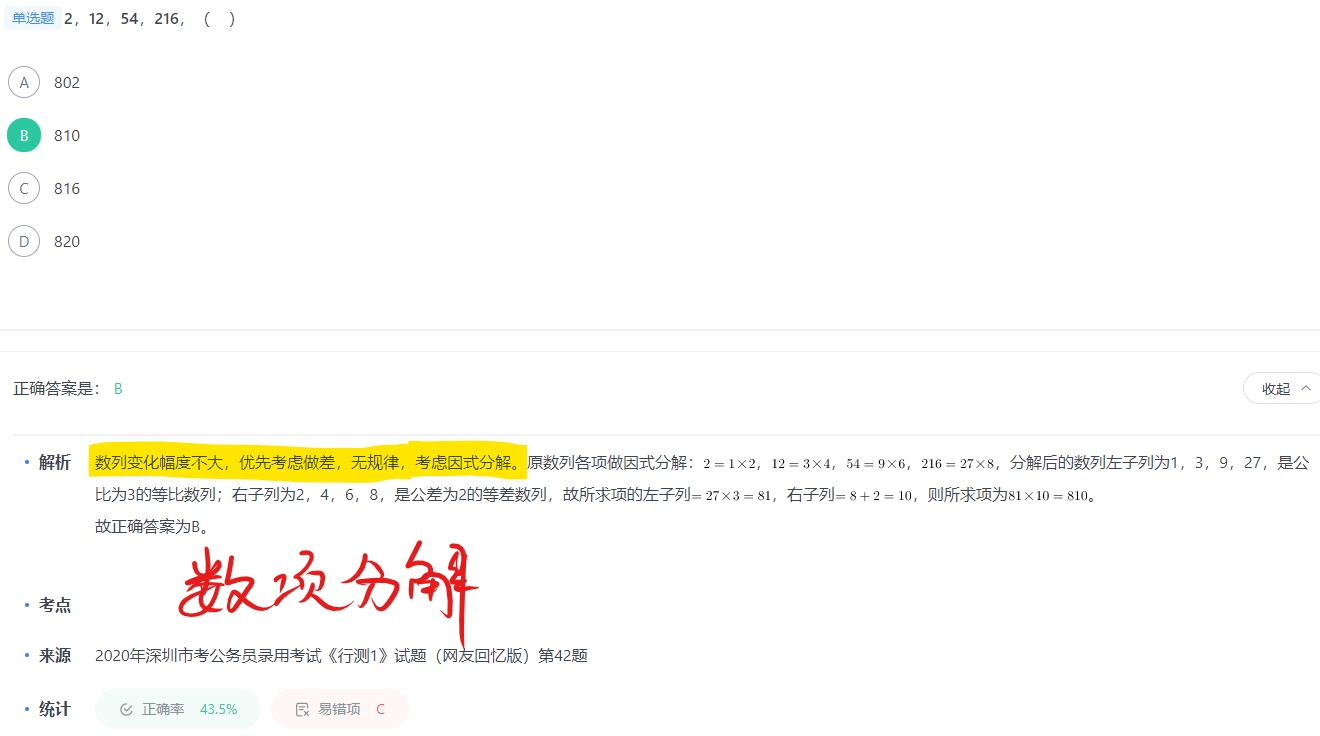 单选题 2，12，54，216，（ ）
A 802
B 810
C 816
D 820
正确答案是： B
收起
解析 数列变化幅度不大，优先考虑做差，无规律，考虑因式分解。原数列各项做因式分解：2 = 1×2，12 = 3×4，54 = 9×6，216 = 27×8，分解后的数列左子列为1，3，9，27，是公
比为3的等比数列；右子列为2，4，6，8，是公差为2的等差数列，故所求项的左子列= 27×3 = 81，右子列= 8 + 2 = 10，则所求项为81×10 = 810。
故正确答案为B。
数项分解
考点
来源 2020年深圳市考公务员录用考试《行测1》试题（网友回忆版）第42题
统计 正确率 43.5% 易错项 C